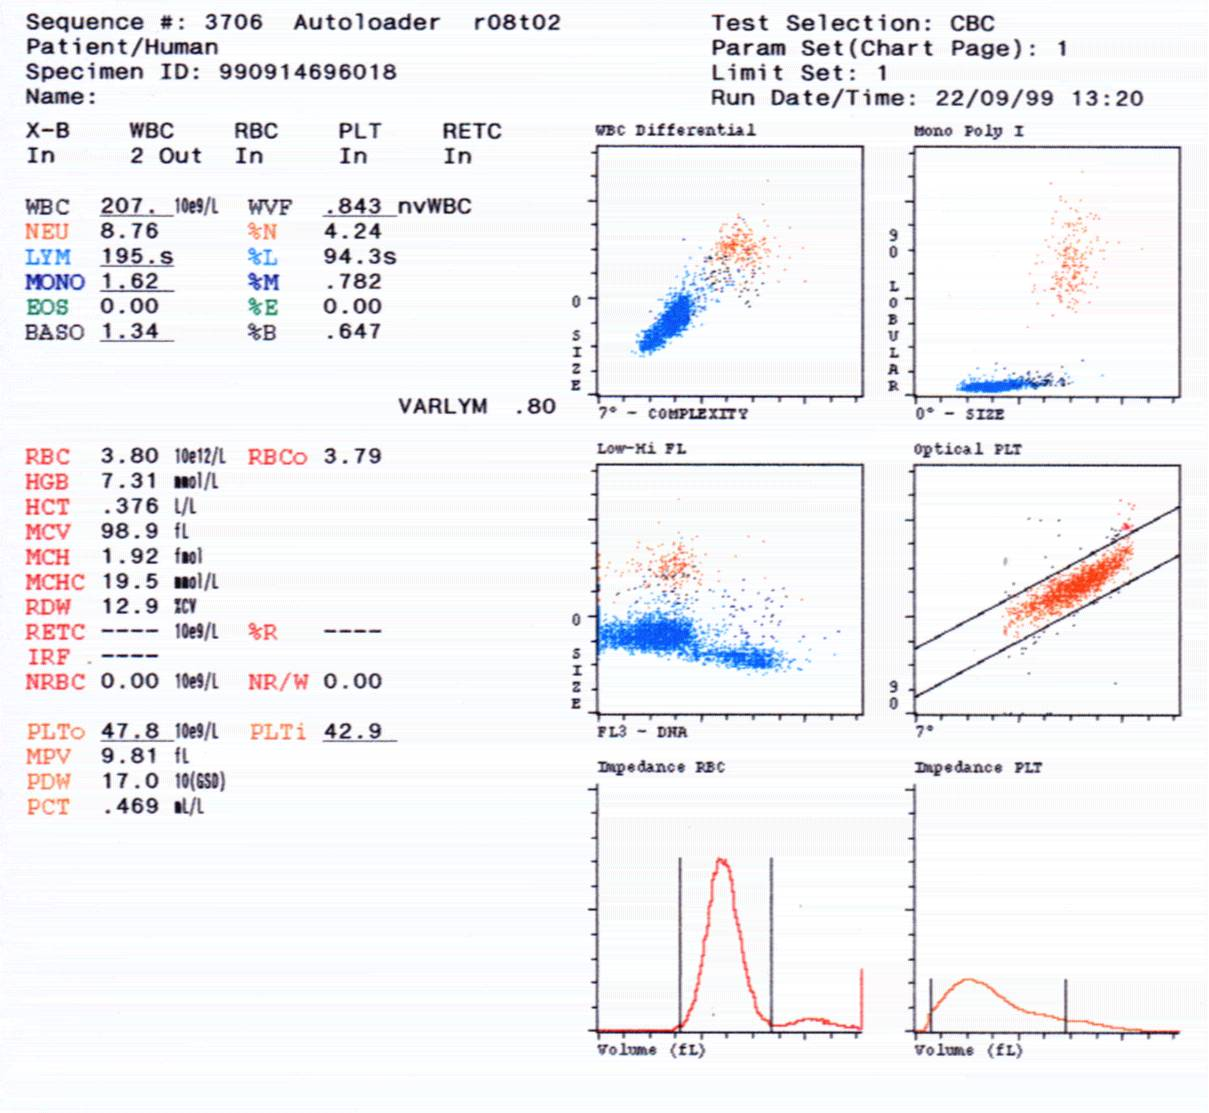 Sequence #: 3706 Autoloader r08t02
Patient/Human
Specimen ID: 990914696018
Name:
Test Selection: CBC
Param Set(Chart Page): 1
Limit Set: 1
Run Date/Time: 22/09/99 13:20
X-B WBC RBC PLT RETC
In 2 Out In In In
WBC 207. 10e9/L WVF .843 nvWBC
NEU 8.76 %N 4.24
LYM 195.s %L 94.3s
MONO 1.62 %M .782
EOS 0.00 %E 0.00
BASO 1.34 %B .647
VARLYM .80
RBC 3.80 10e12/L RBCo 3.79
HGB 7.31 mmol/L
HCT .376 L/L
MCV 98.9 fL
MCH 1.92 fmol
MCHC 19.5 mmol/L
RDW 12.9 %CV
RETC ---- 10e9/L %R ----
IRF . ----
NRBC 0.00 10e9/L NR/W 0.00
PLTo 47.8 10e9/L PLTi 42.9
MPV 9.81 fL
PDW 17.0 10(GSD)
PCT .469 mL/L
WBC Differential
0 SIZE
7° - COMPLEXITY
Mono Poly I
90 LOBULAR
0° - SIZE
Low-Hi FL
0 SIZE
FL3 - DNA
Optical PLT
90
7°
Impedance RBC
Volume (fL)
Impedance PLT
Volume (fL)